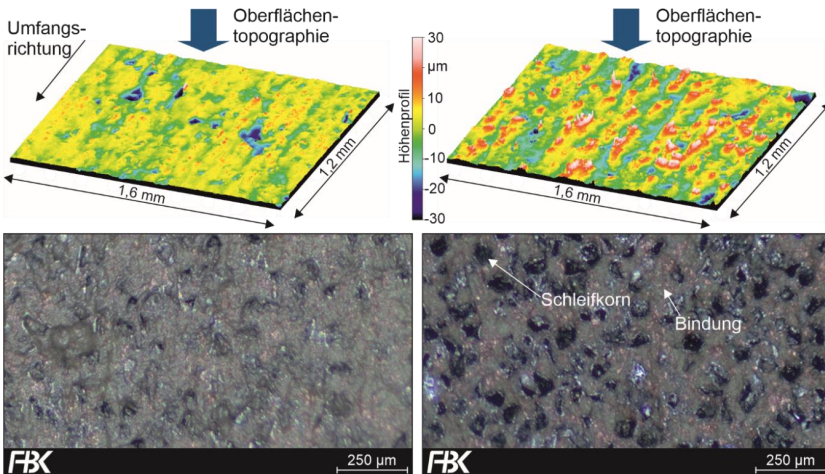 Umfangs-
richtung
Oberflächen-
topographie
1,6 mm
1,2 mm
30
µm
10
0
-10
-20
-30
Höhenprofil
Oberflächen-
topographie
1,6 mm
1,2 mm
FBK
250 µm
Schleifkorn
Bindung
FBK
250 µm